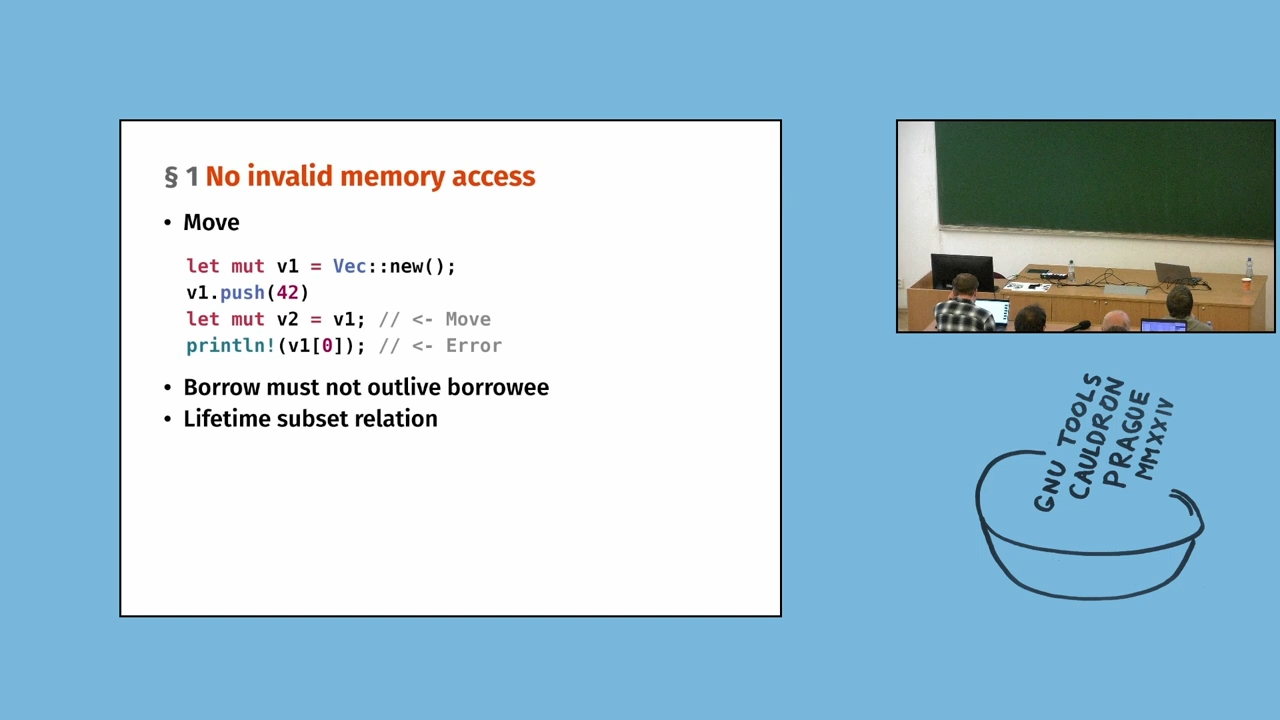 § 1 No invalid memory access
• Move
let mut v1 = Vec::new();
v1.push(42)
let mut v2 = v1; // <- Move
println!(v1[0]); // <- Error
• Borrow must not outlive borrowee
• Lifetime subset relation
GNU TOOLS
CAULDRON
PRAGUE
MMXXIV